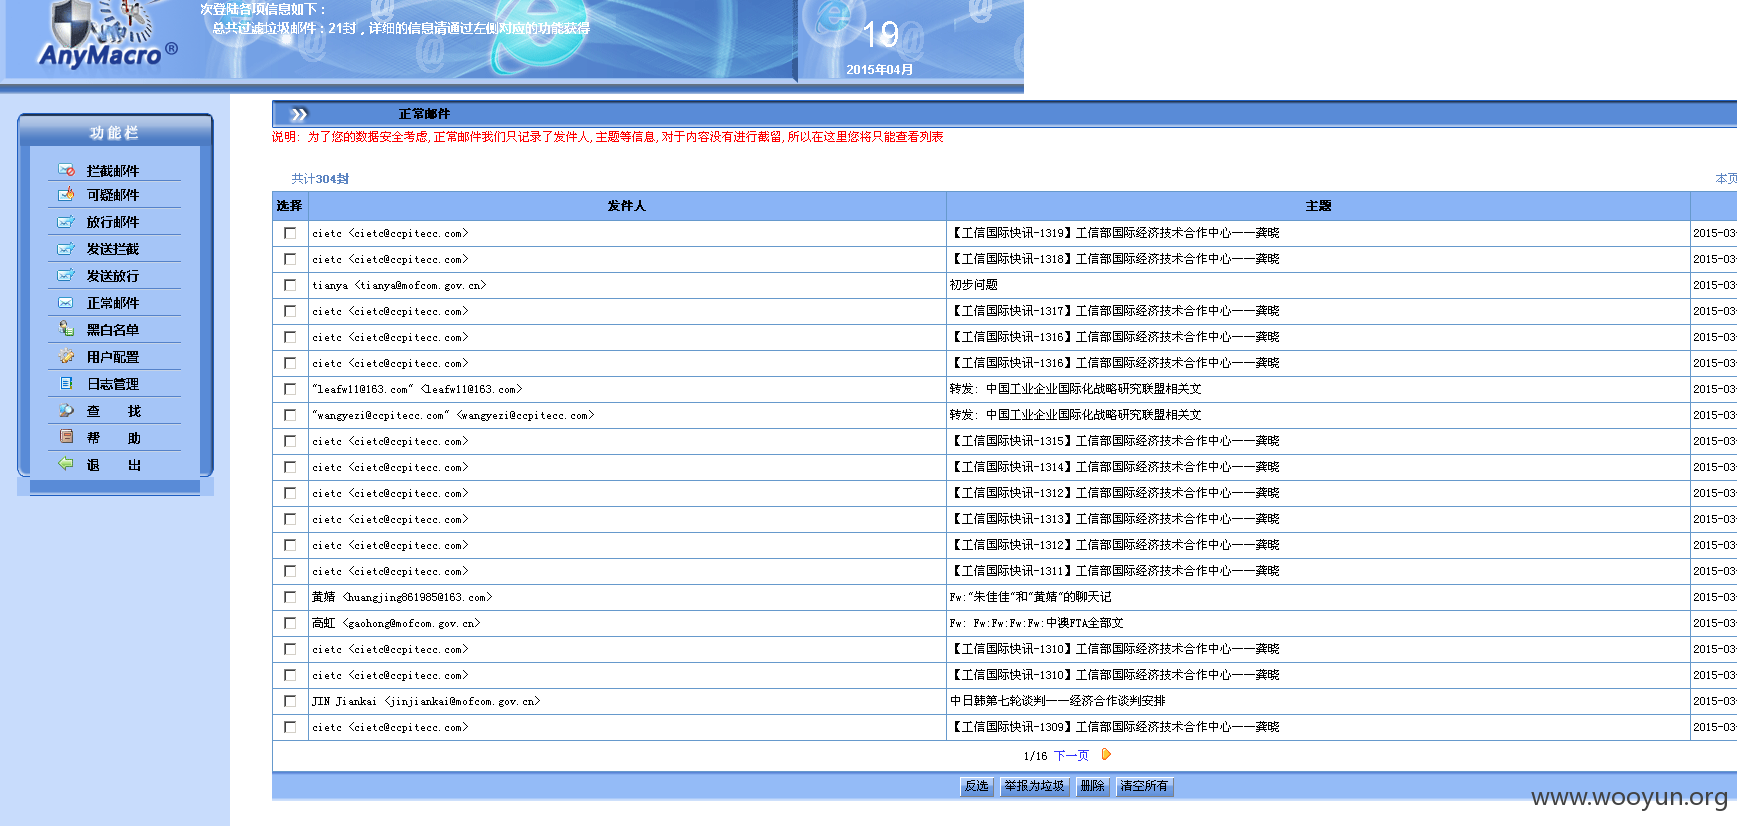 次登陆各项信息如下：
总共过滤垃圾邮件：21封，详细的信息请通过左侧对应的功能获得
AnyMacro®
19
2015年04月
功能栏
拦截邮件
可疑邮件
放行邮件
发送拦截
发送放行
正常邮件
黑白名单
用户配置
日志管理
查 找
帮 助
退 出
正常邮件
说明: 为了您的数据安全考虑,正常邮件我们只记录了发件人,主题等信息,对于内容没有进行截留,所以在这里您将只能查看列表
共计304封 本页
选择 发件人 主题
cietc <cietc@ccpitecc.com> 【工信国际快讯-1319】工信部国际经济技术合作中心——龚晓 2015-03-
cietc <cietc@ccpitecc.com> 【工信国际快讯-1318】工信部国际经济技术合作中心——龚晓 2015-03-
tianya <tianya@mofcom.gov.cn> 初步问题 2015-03-
cietc <cietc@ccpitecc.com> 【工信国际快讯-1317】工信部国际经济技术合作中心——龚晓 2015-03-
cietc <cietc@ccpitecc.com> 【工信国际快讯-1316】工信部国际经济技术合作中心——龚晓 2015-03-
cietc <cietc@ccpitecc.com> 【工信国际快讯-1316】工信部国际经济技术合作中心——龚晓 2015-03-
"leafw11@163.com" <leafw11@163.com> 转发: 中国工业企业国际化战略研究联盟相关文 2015-03-
"wangyezi@ccpitecc.com" <wangyezi@ccpitecc.com> 转发: 中国工业企业国际化战略研究联盟相关文 2015-03-
cietc <cietc@ccpitecc.com> 【工信国际快讯-1315】工信部国际经济技术合作中心——龚晓 2015-03-
cietc <cietc@ccpitecc.com> 【工信国际快讯-1314】工信部国际经济技术合作中心——龚晓 2015-03-
cietc <cietc@ccpitecc.com> 【工信国际快讯-1312】工信部国际经济技术合作中心——龚晓 2015-03-
cietc <cietc@ccpitecc.com> 【工信国际快讯-1313】工信部国际经济技术合作中心——龚晓 2015-03-
cietc <cietc@ccpitecc.com> 【工信国际快讯-1312】工信部国际经济技术合作中心——龚晓 2015-03-
cietc <cietc@ccpitecc.com> 【工信国际快讯-1311】工信部国际经济技术合作中心——龚晓 2015-03-
黄婧 <huangjing861985@163.com> Fw:"朱佳佳"和"黄婧"的聊天记 2015-03-
高虹 <gaohong@mofcom.gov.cn> Fw: Fw:Fw:Fw:Fw:中澳FTA全部文 2015-03-
cietc <cietc@ccpitecc.com> 【工信国际快讯-1310】工信部国际经济技术合作中心——龚晓 2015-03-
cietc <cietc@ccpitecc.com> 【工信国际快讯-1310】工信部国际经济技术合作中心——龚晓 2015-03-
JIN Jiankai <jinjiankai@mofcom.gov.cn> 中日韩第七轮谈判——经济合作谈判安排 2015-03-
cietc <cietc@ccpitecc.com> 【工信国际快讯-1309】工信部国际经济技术合作中心——龚晓 2015-03-
1/16 下一页
反选 举报为垃圾 删除 清空所有
www.wooyun.org